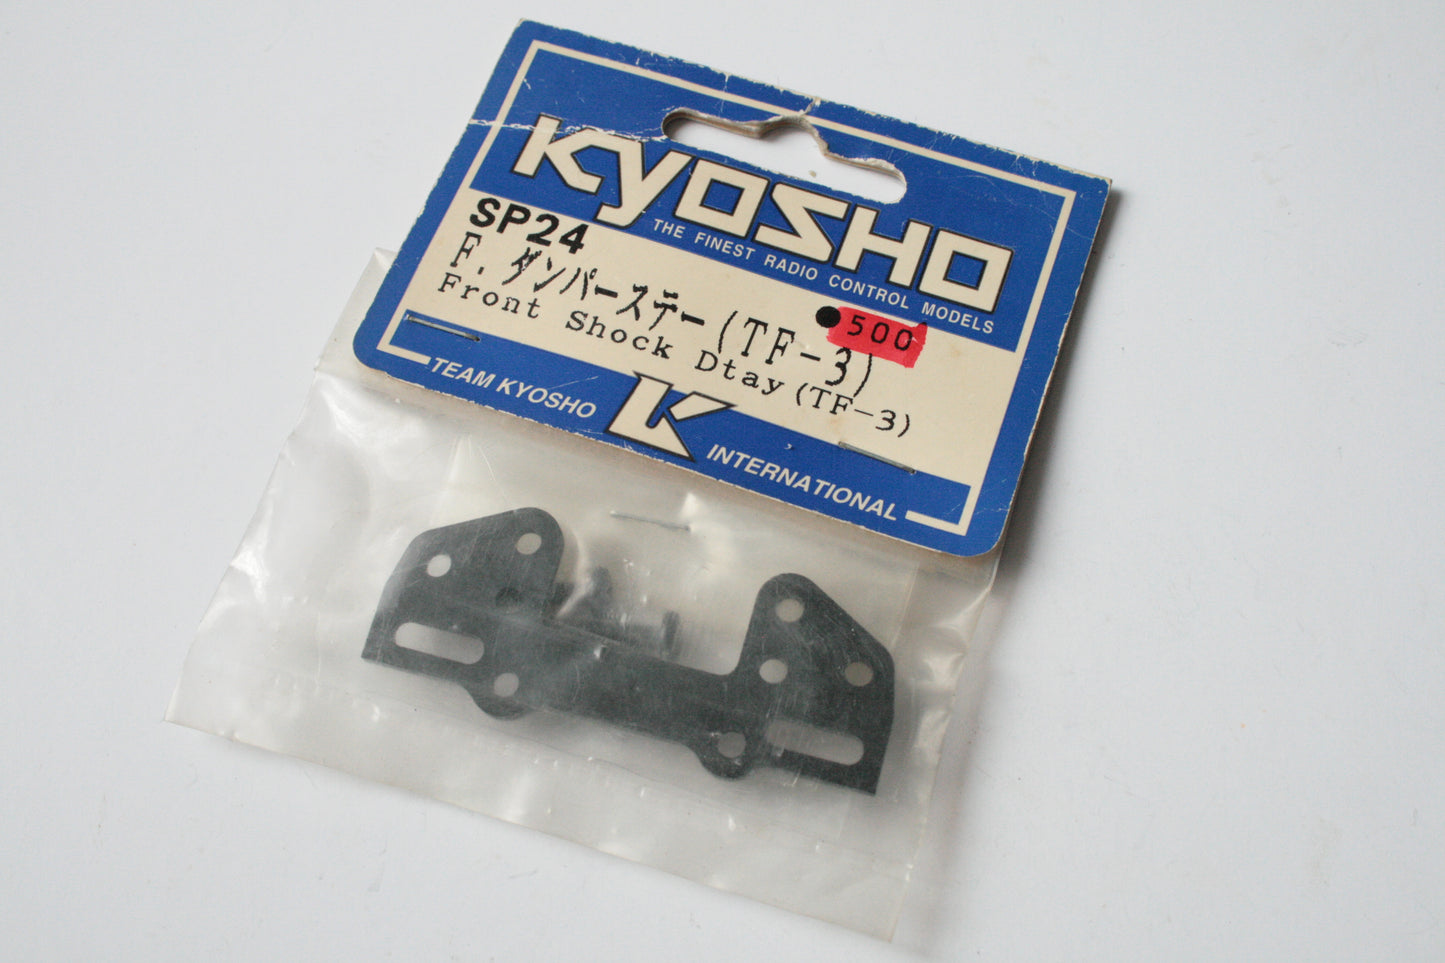 KYOSHO
THE FINEST RADIO CONTROL MODELS
SP24
F. ダンパーステー(TF-3)
●500
Front Shock Dtay (TF-3)
TEAM KYOSHO K INTERNATIONAL